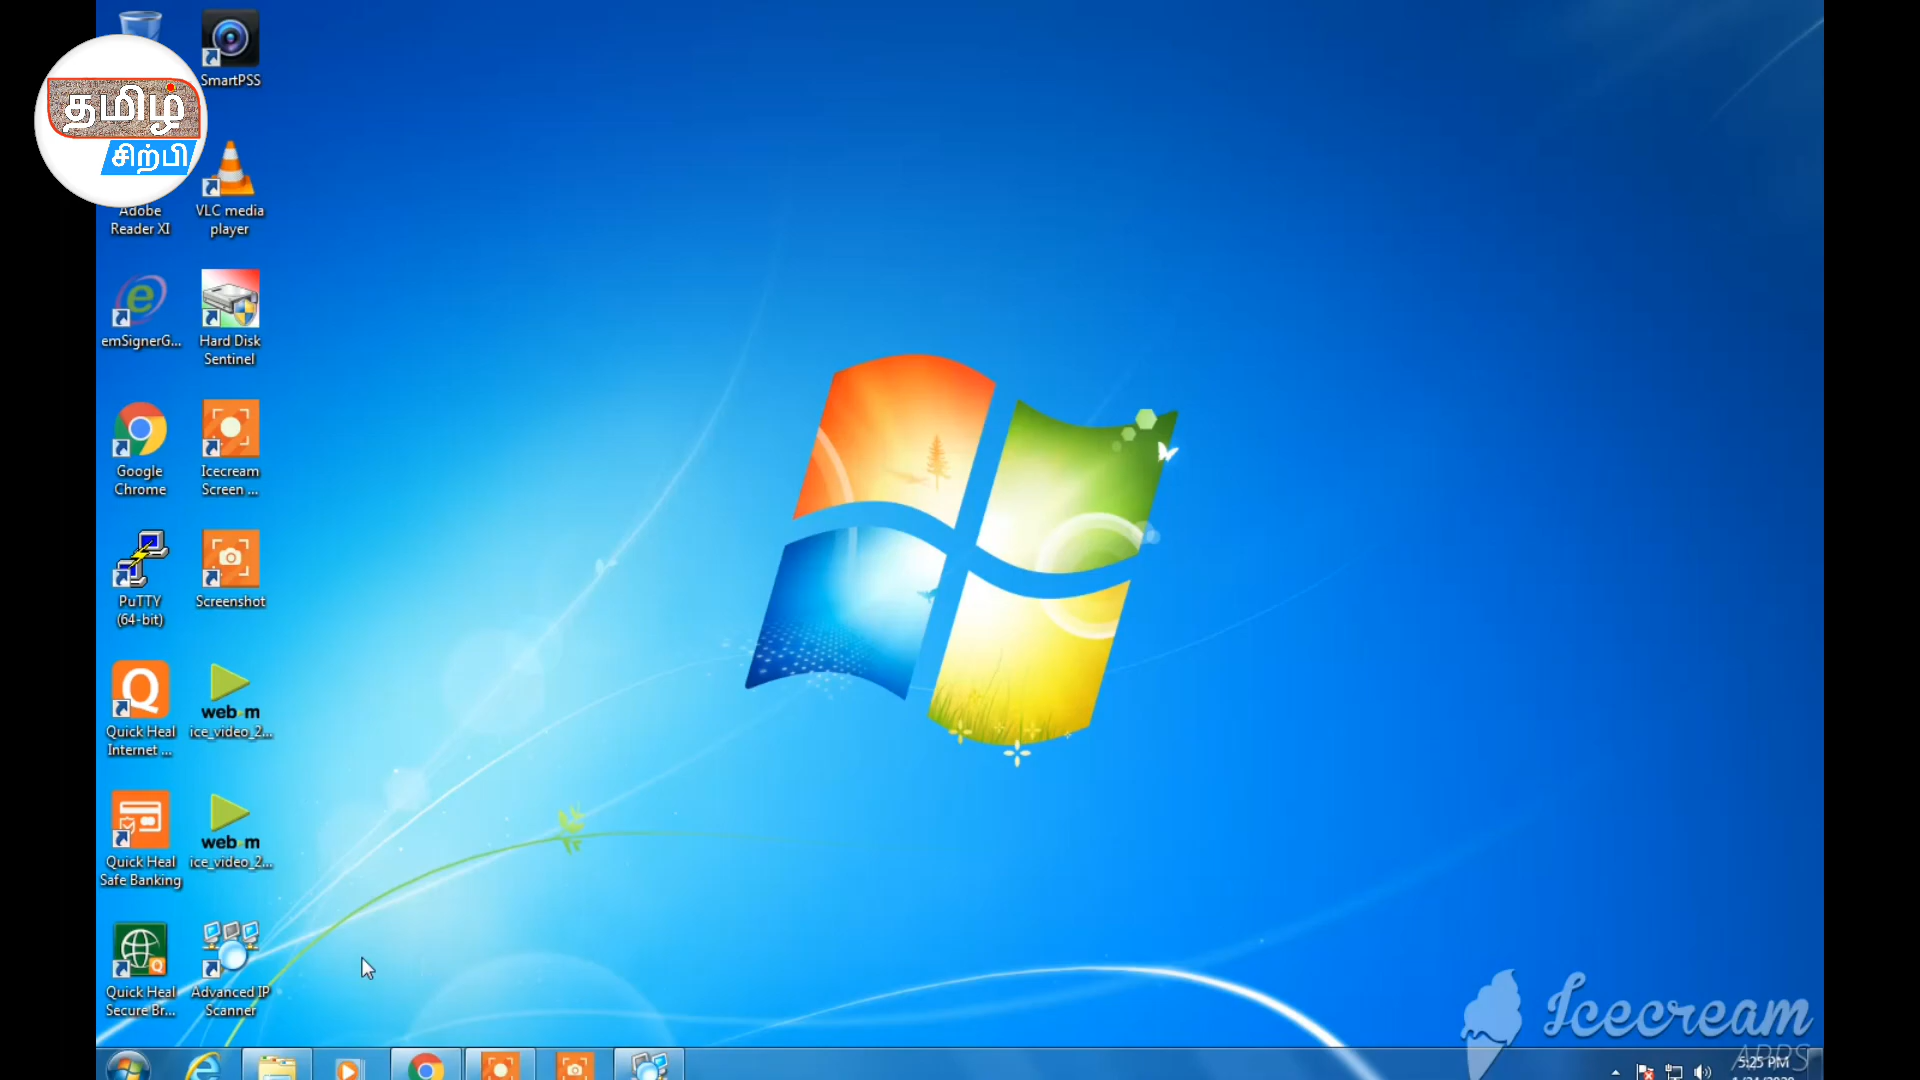 SmartPSS
தமிழ்
சிற்பி
Adobe
Reader XI
VLC media
player
emSignerG...
Hard Disk
Sentinel
Google
Chrome
Icecream
Screen ...
PuTTY
(64-bit)
Screenshot
Quick Heal
Internet ...
webm
ice_video_2...
Quick Heal
Safe Banking
webm
ice_video_2...
Quick Heal
Secure Br...
Advanced IP
Scanner
Icecream
APPS
5:25 PM